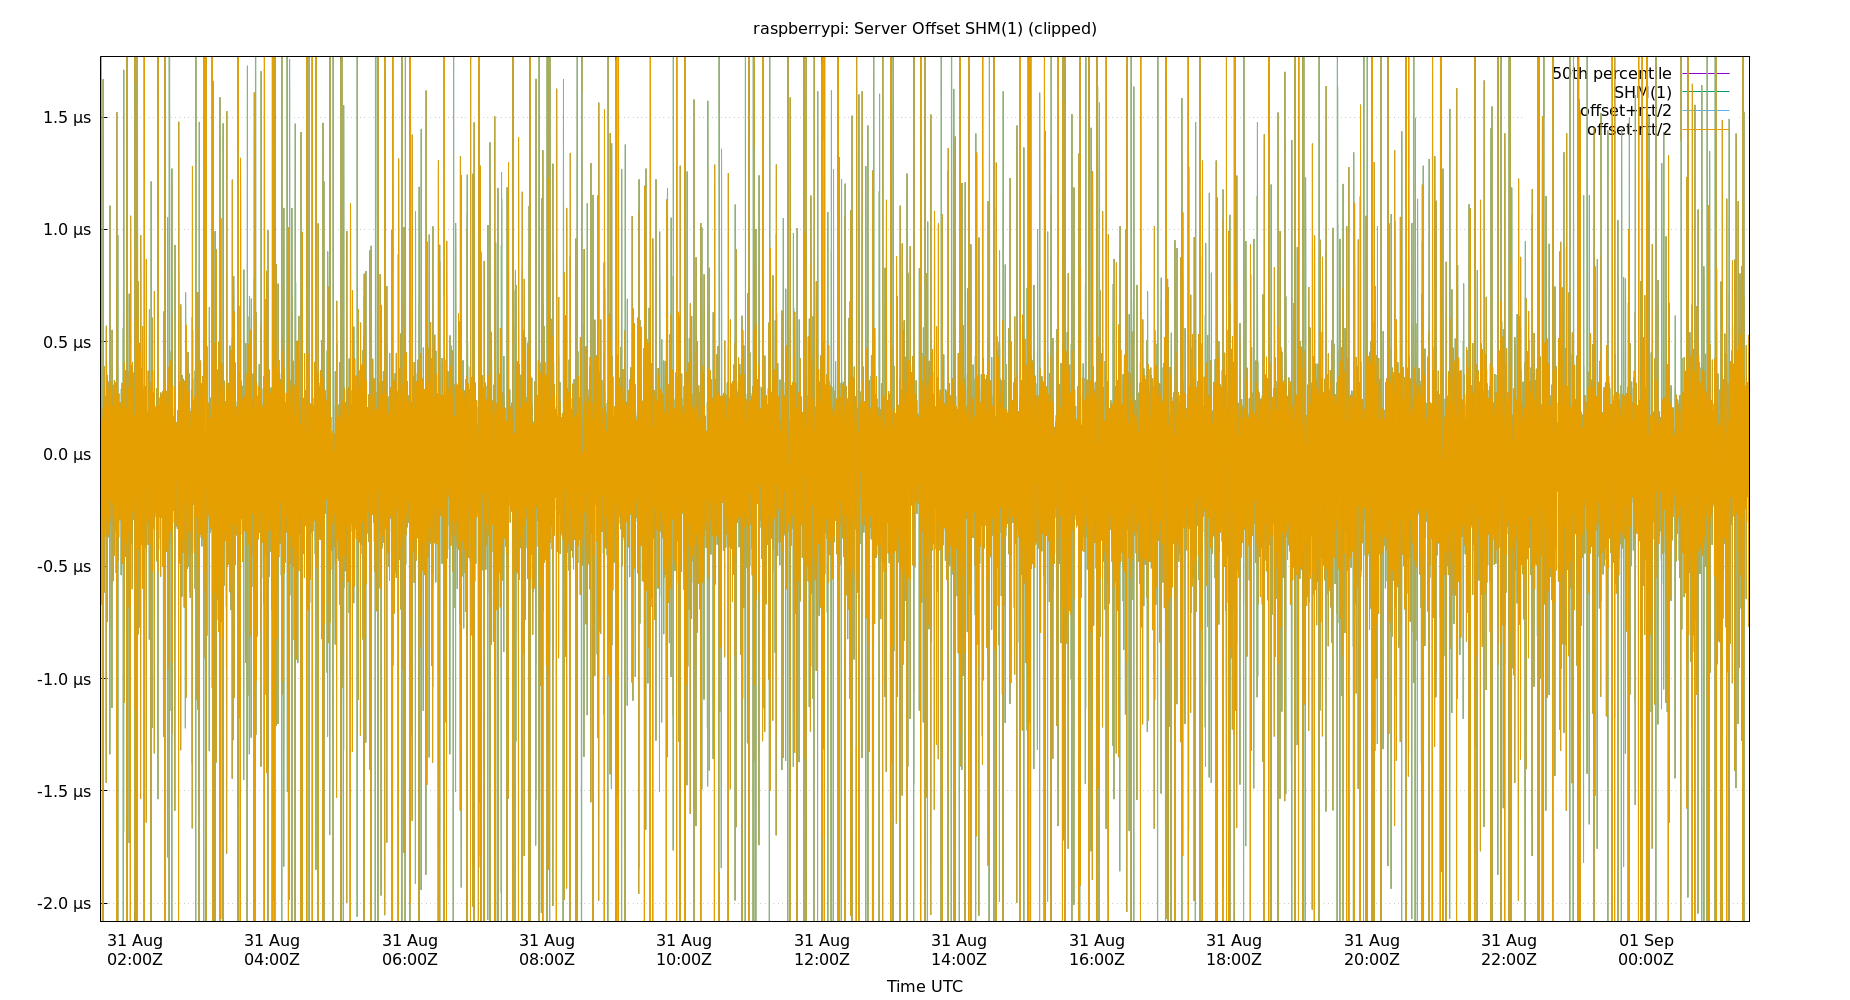 raspberrypi: Server Offset SHM(1) (clipped)
50th percentile
SHM(1)
offset+rtt/2
offset-rtt/2
1.5 µs
1.0 µs
0.5 µs
0.0 µs
-0.5 µs
-1.0 µs
-1.5 µs
-2.0 µs
31 Aug 31 Aug 31 Aug 31 Aug 31 Aug 31 Aug 31 Aug 31 Aug 31 Aug 31 Aug 31 Aug 01 Sep
02:00Z 04:00Z 06:00Z 08:00Z 10:00Z 12:00Z 14:00Z 16:00Z 18:00Z 20:00Z 22:00Z 00:00Z
Time UTC